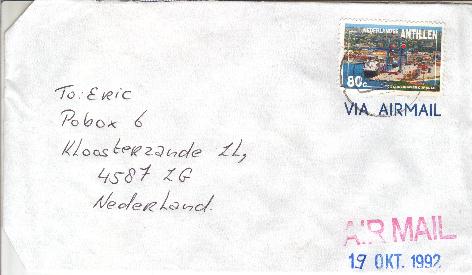 NEDERLANDSE ANTILLEN
80c
VIA AIRMAIL
To: ERIC
Pobox 6
Kloosterzande ZL,
4587 ZG
Nederland.
AIR MAIL
19 OKT. 1992